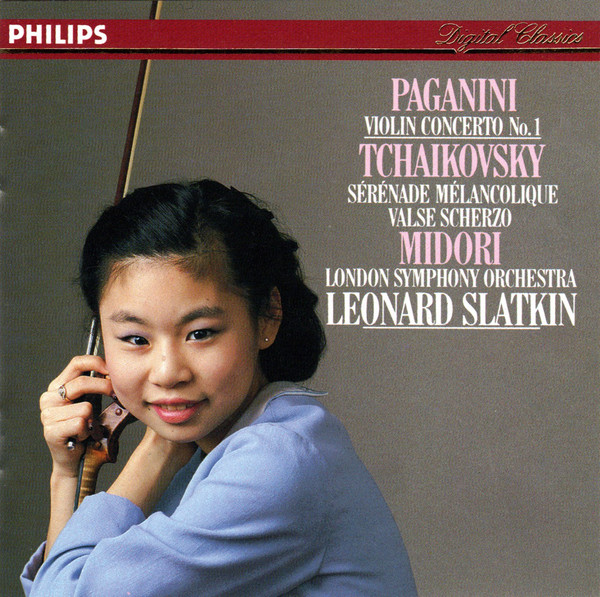 PHILIPS
Digital Classics
PAGANINI
VIOLIN CONCERTO No. 1
TCHAIKOVSKY
SÉRÉNADE MÉLANCOLIQUE
VALSE SCHERZO
MIDORI
LONDON SYMPHONY ORCHESTRA
LEONARD SLATKIN